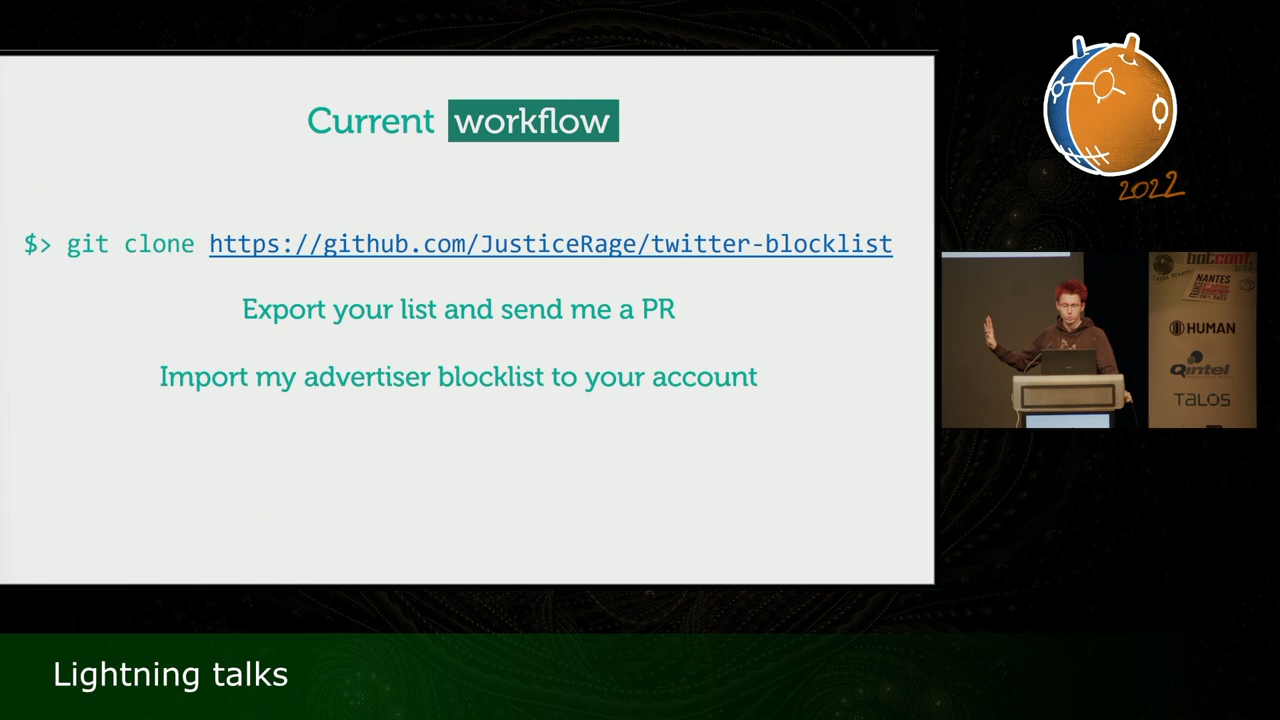 Current workflow
$> git clone https://github.com/JusticeRage/twitter-blocklist
Export your list and send me a PR
Import my advertiser blocklist to your account
2022
botconf
NANTES
HUMAN
Qintel
TALOS
Lightning talks